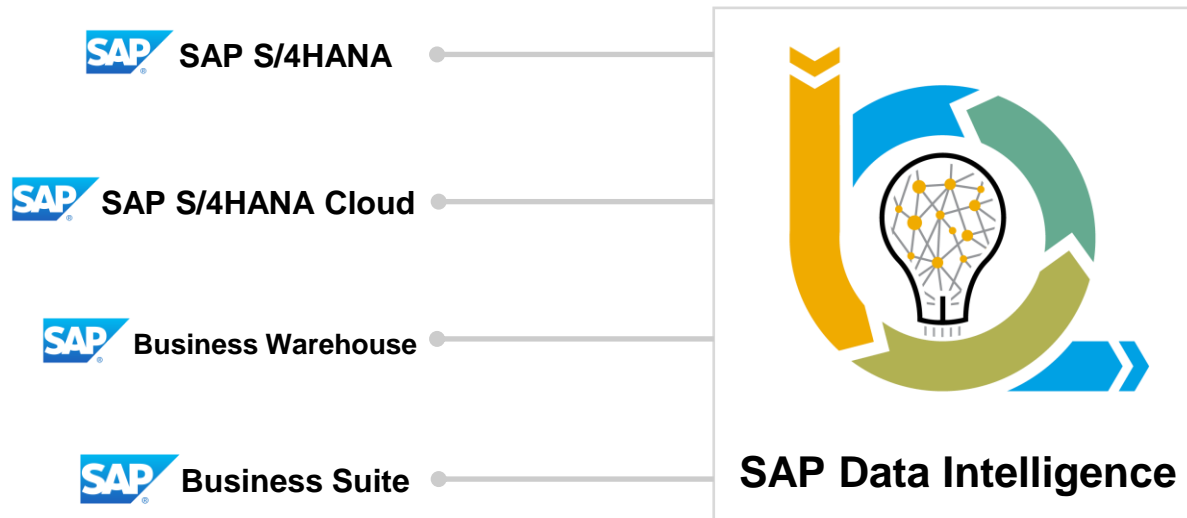 SAP® SAP S/4HANA
SAP® SAP S/4HANA Cloud
SAP® Business Warehouse
SAP® Business Suite
SAP Data Intelligence